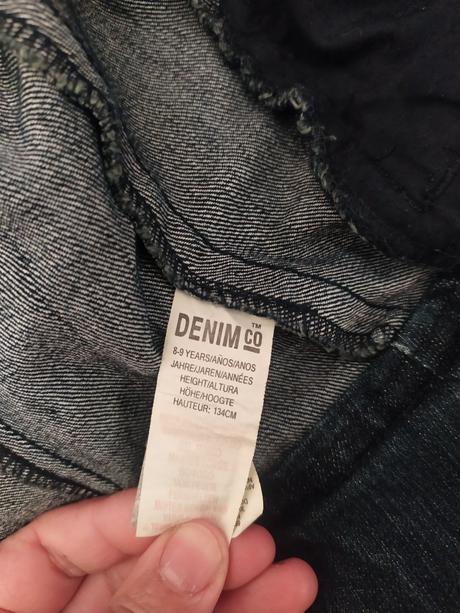 DENIM CO™
8-9 YEARS/AÑOS/ANOS
JAHRE/JAREN/ANNÉES
HEIGHT/ALTURA
HÖHE/HOOGTE
HAUTEUR: 134CM